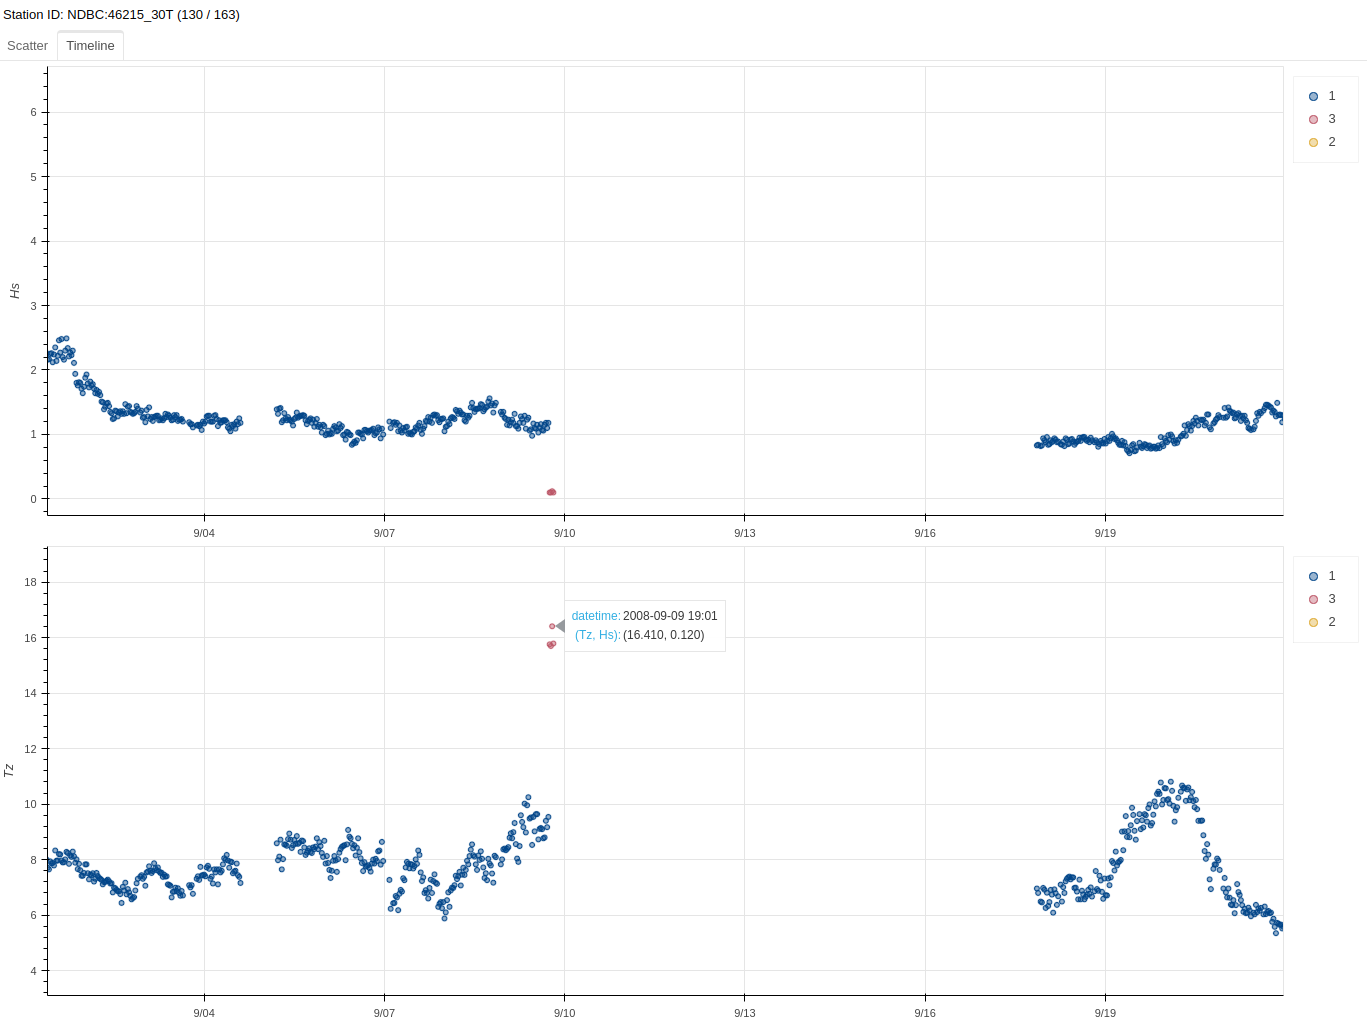 Station ID: NDBC:46215_30T (130 / 163)
Scatter Timeline
6
5
4
3
2
1
0
Hs
9/04 9/07 9/10 9/13 9/16 9/19
1
3
2
18
16
14
12
10
8
6
4
Tz
datetime: 2008-09-09 19:01
(Tz, Hs): (16.410, 0.120)
9/04 9/07 9/10 9/13 9/16 9/19
1
3
2